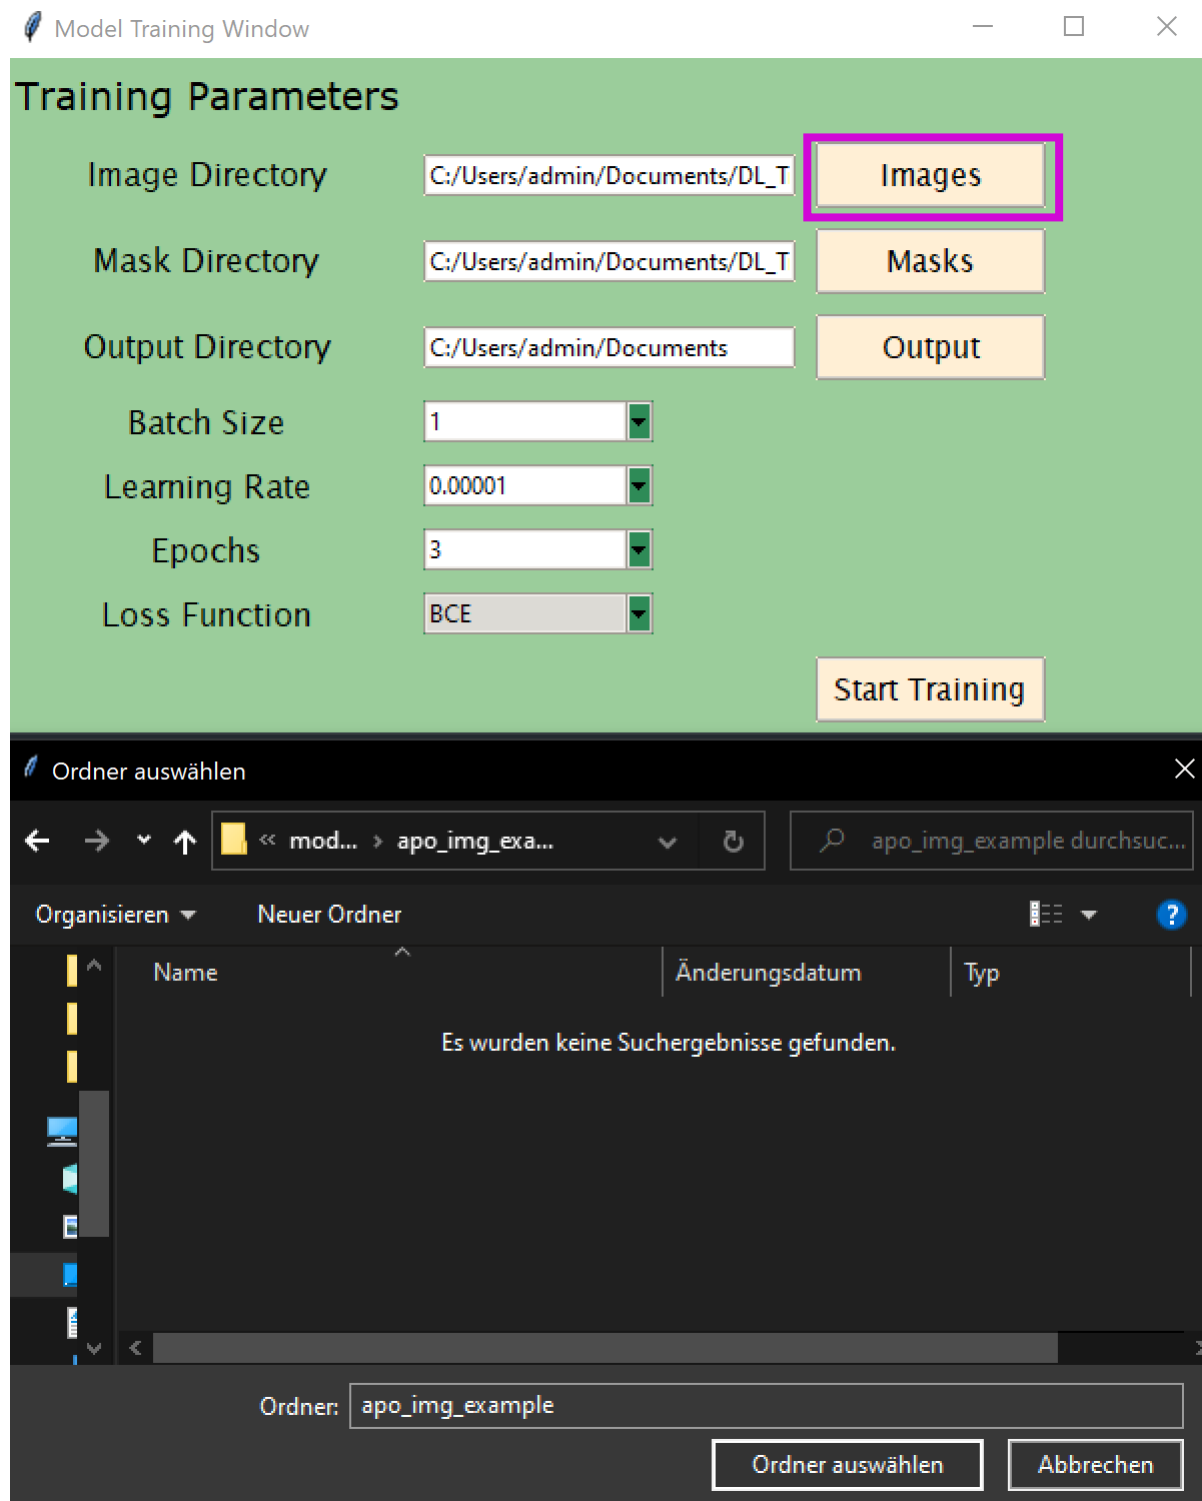 Model Training Window
Training Parameters
Image Directory C:/Users/admin/Documents/DL_T Images
Mask Directory C:/Users/admin/Documents/DL_T Masks
Output Directory C:/Users/admin/Documents Output
Batch Size 1
Learning Rate 0.00001
Epochs 3
Loss Function BCE
Start Training
Ordner auswählen
« mod... › apo_img_exa... apo_img_example durchsuc...
Organisieren Neuer Ordner ?
Name Änderungsdatum Typ
Es wurden keine Suchergebnisse gefunden.
Ordner: apo_img_example
Ordner auswählen Abbrechen